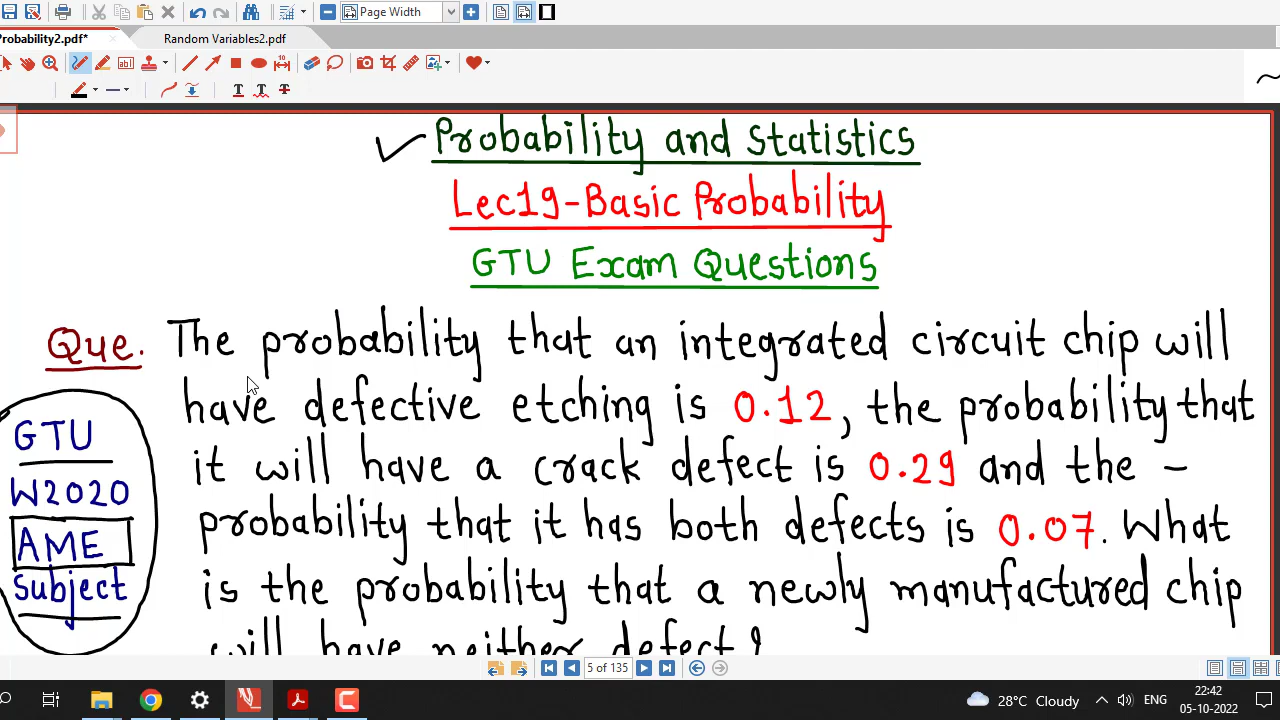 Page Width
Probability2.pdf*
Random Variables2.pdf
Probability and Statistics
Lec19-Basic Probability
GTU Exam Questions
Que. The probability that an integrated circuit chip will
have defective etching is 0.12, the probability that
it will have a crack defect is 0.29 and the -
probability that it has both defects is 0.07. What
is the probability that a newly manufactured chip
will have neither defect?
GTU
W2020
AME
Subject
5 of 135
28°C Cloudy
ENG
22:42
05-10-2022